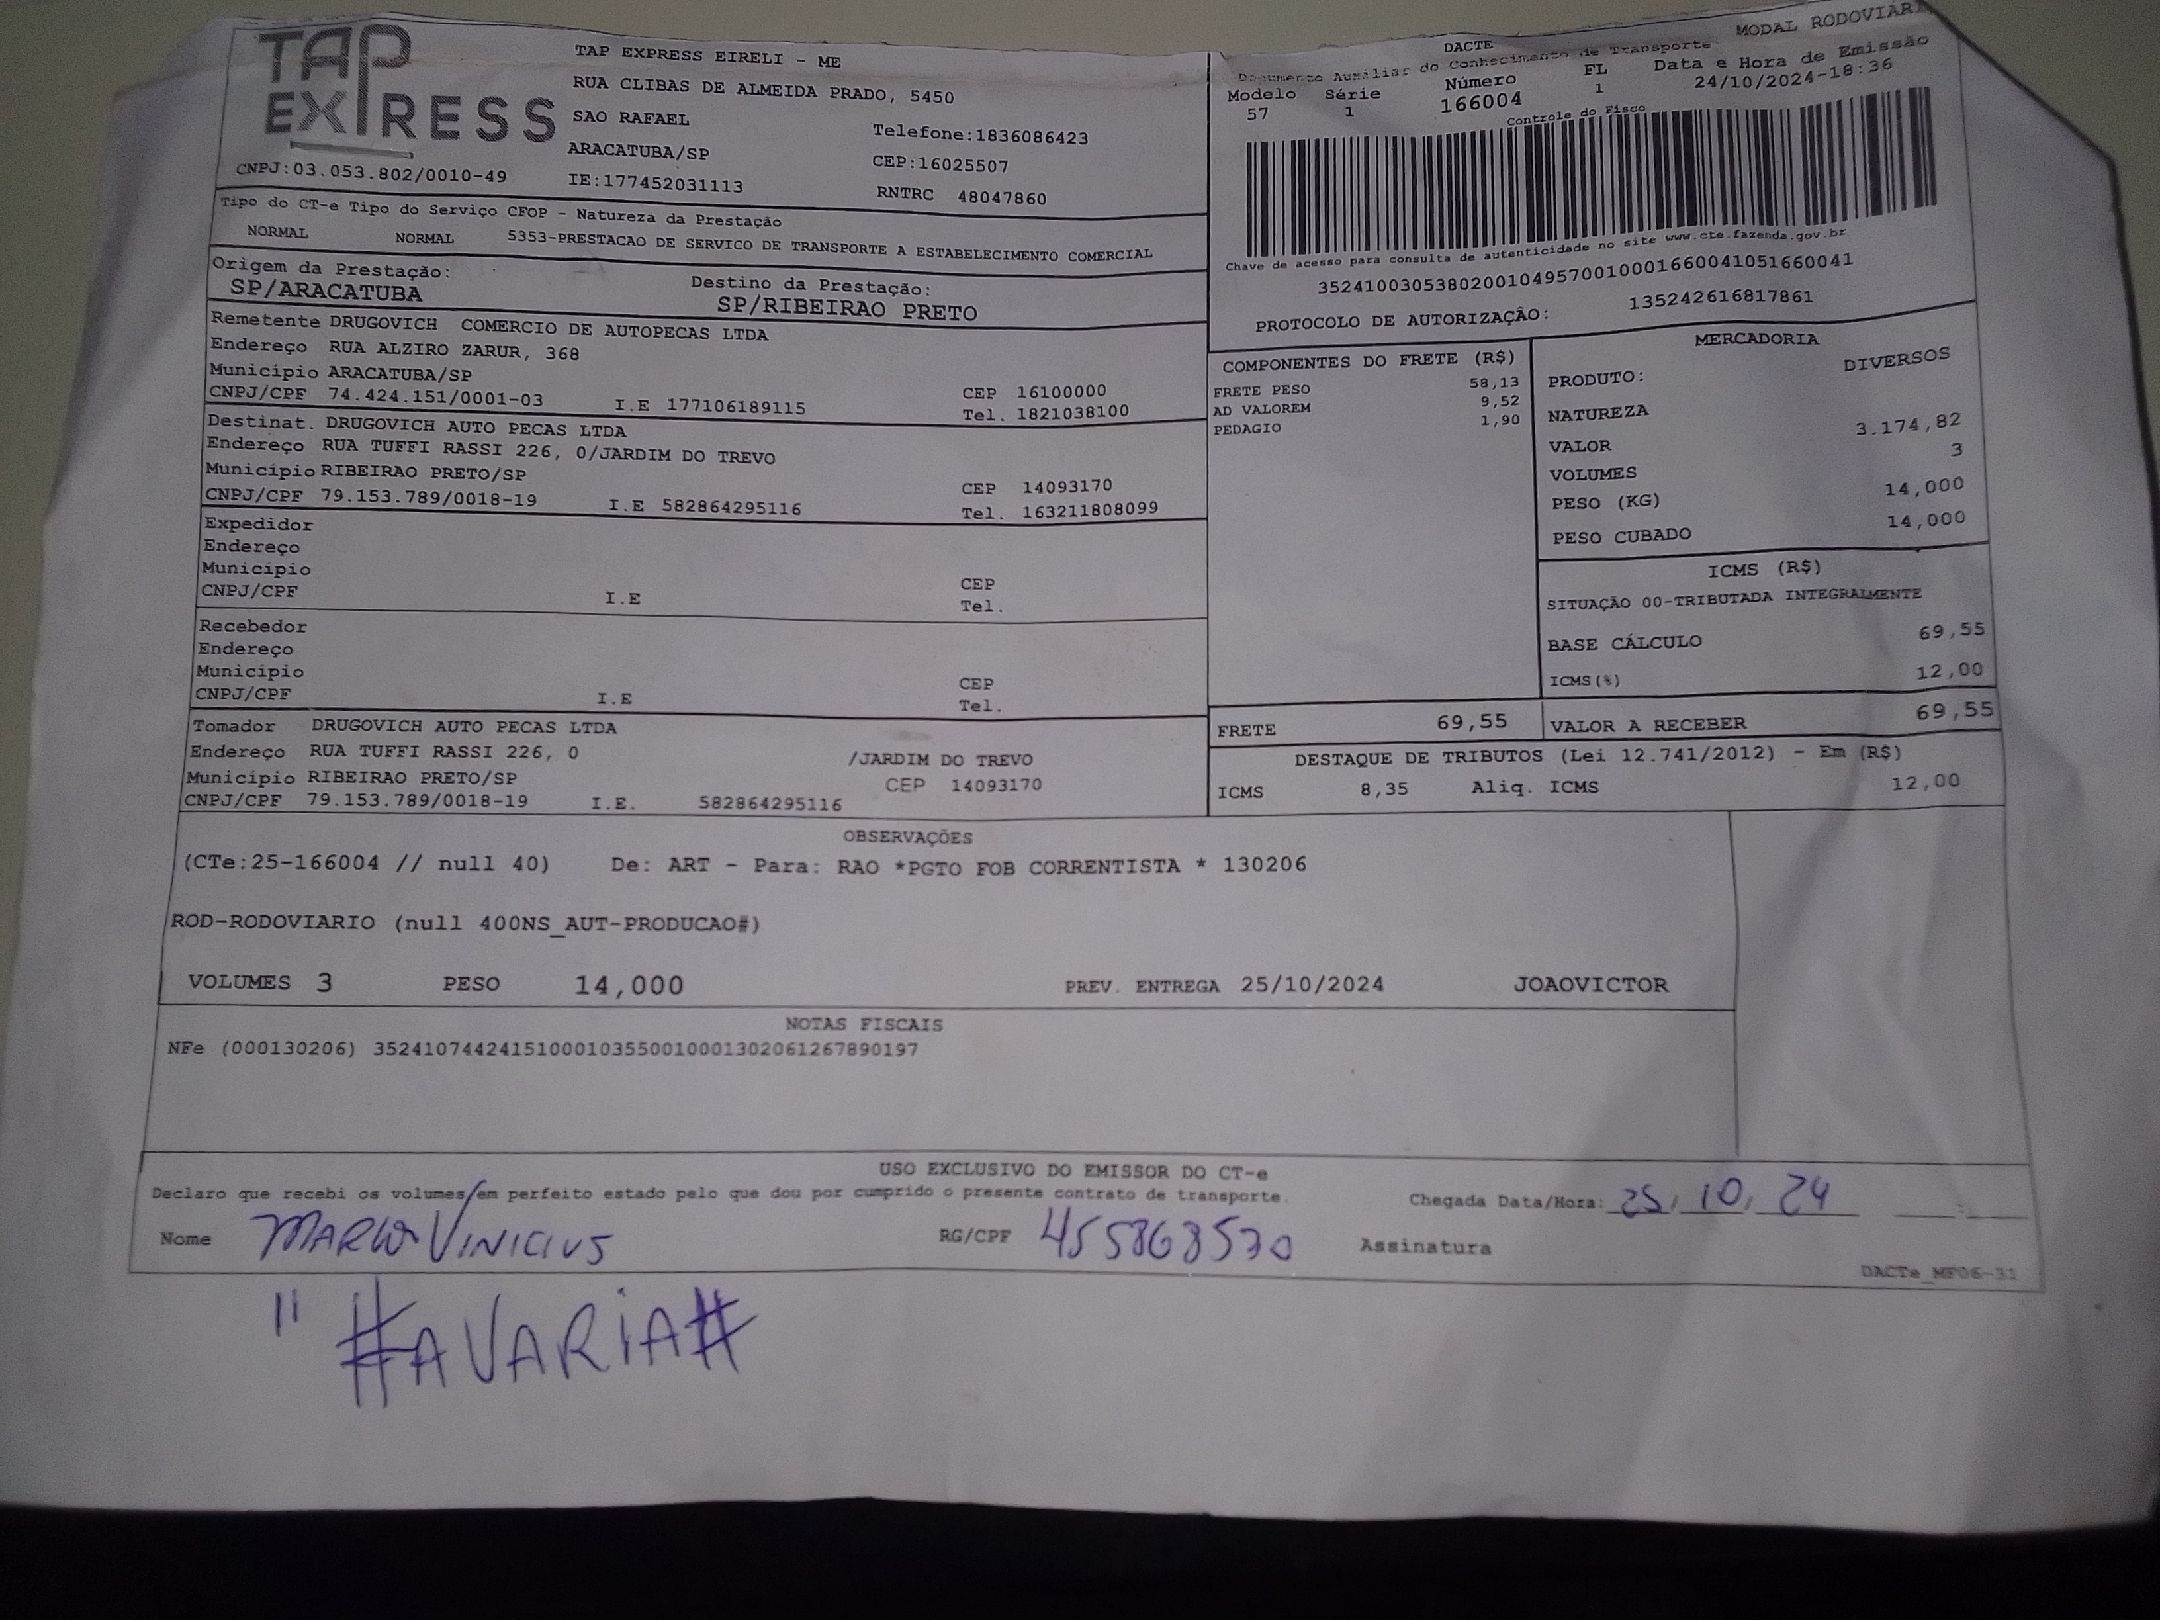 TAP EXPRESS
TAP EXPRESS EIRELI - ME
RUA CLIBAS DE ALMEIDA PRADO, 5450
SAO RAFAEL
Telefone:1836086423
ARACATUBA/SP
CEP:16025507
CNPJ:03.053.802/0010-49
IE:177452031113
RNTRC 48047860
DACTE
MODAL RODOVIÁRI
Documento Auxiliar do Conhecimento de Transporte
Modelo Série Número FL Data e Hora de Emissão
57 1 166004 1 24/10/2024-18:36
Controle do Fisco
Chave de acesso para consulta de autenticidade no site www.cte.fazenda.gov.br
35241003053802001049570010001660041051660041
PROTOCOLO DE AUTORIZAÇÃO: 135242616817861
Tipo do CT-e Tipo do Serviço CFOP - Natureza da Prestação
NORMAL NORMAL 5353-PRESTACAO DE SERVICO DE TRANSPORTE A ESTABELECIMENTO COMERCIAL
Origem da Prestação: Destino da Prestação:
SP/ARACATUBA SP/RIBEIRAO PRETO
Remetente DRUGOVICH COMERCIO DE AUTOPECAS LTDA
Endereço RUA ALZIRO ZARUR, 368
Município ARACATUBA/SP CEP 16100000
CNPJ/CPF 74.424.151/0001-03 I.E 177106189115 Tel. 1821038100
Destinat. DRUGOVICH AUTO PECAS LTDA
Endereço RUA TUFFI RASSI 226, 0/JARDIM DO TREVO
Município RIBEIRAO PRETO/SP CEP 14093170
CNPJ/CPF 79.153.789/0018-19 I.E 582864295116 Tel. 163211808099
Expedidor
Endereço
Município CEP
CNPJ/CPF I.E Tel.
Recebedor
Endereço
Município CEP
CNPJ/CPF I.E Tel.
Tomador DRUGOVICH AUTO PECAS LTDA
Endereço RUA TUFFI RASSI 226, 0 /JARDIM DO TREVO
Município RIBEIRAO PRETO/SP CEP 14093170
CNPJ/CPF 79.153.789/0018-19 I.E. 582864295116
COMPONENTES DO FRETE (R$)
FRETE PESO 58,13
AD VALOREM 9,52
PEDAGIO 1,90
MERCADORIA
PRODUTO: DIVERSOS
NATUREZA
VALOR 3.174,82
VOLUMES 3
PESO (KG) 14,000
PESO CUBADO 14,000
ICMS (R$)
SITUAÇÃO 00-TRIBUTADA INTEGRALMENTE
BASE CÁLCULO 69,55
ICMS(%) 12,00
FRETE 69,55
VALOR A RECEBER 69,55
DESTAQUE DE TRIBUTOS (Lei 12.741/2012) - Em (R$)
ICMS 8,35 Aliq. ICMS 12,00
OBSERVAÇÕES
(CTe:25-166004 // null 40) De: ART - Para: RAO *PGTO FOB CORRENTISTA * 130206
ROD-RODOVIARIO (null 400NS_AUT-PRODUCAO#)
VOLUMES 3 PESO 14,000 PREV. ENTREGA 25/10/2024 JOAOVICTOR
NOTAS FISCAIS
NFe (000130206) 35241074424151000103550010001302061267890197
USO EXCLUSIVO DO EMISSOR DO CT-e
Declaro que recebi os volumes em perfeito estado pelo que dou por cumprido o presente contrato de transporte.
Chegada Data/Hora: 25/10/24 __:__
Nome VINICIUS RG/CPF 455868570 Assinatura
DACTe_MF06-31
" #AVARIA#